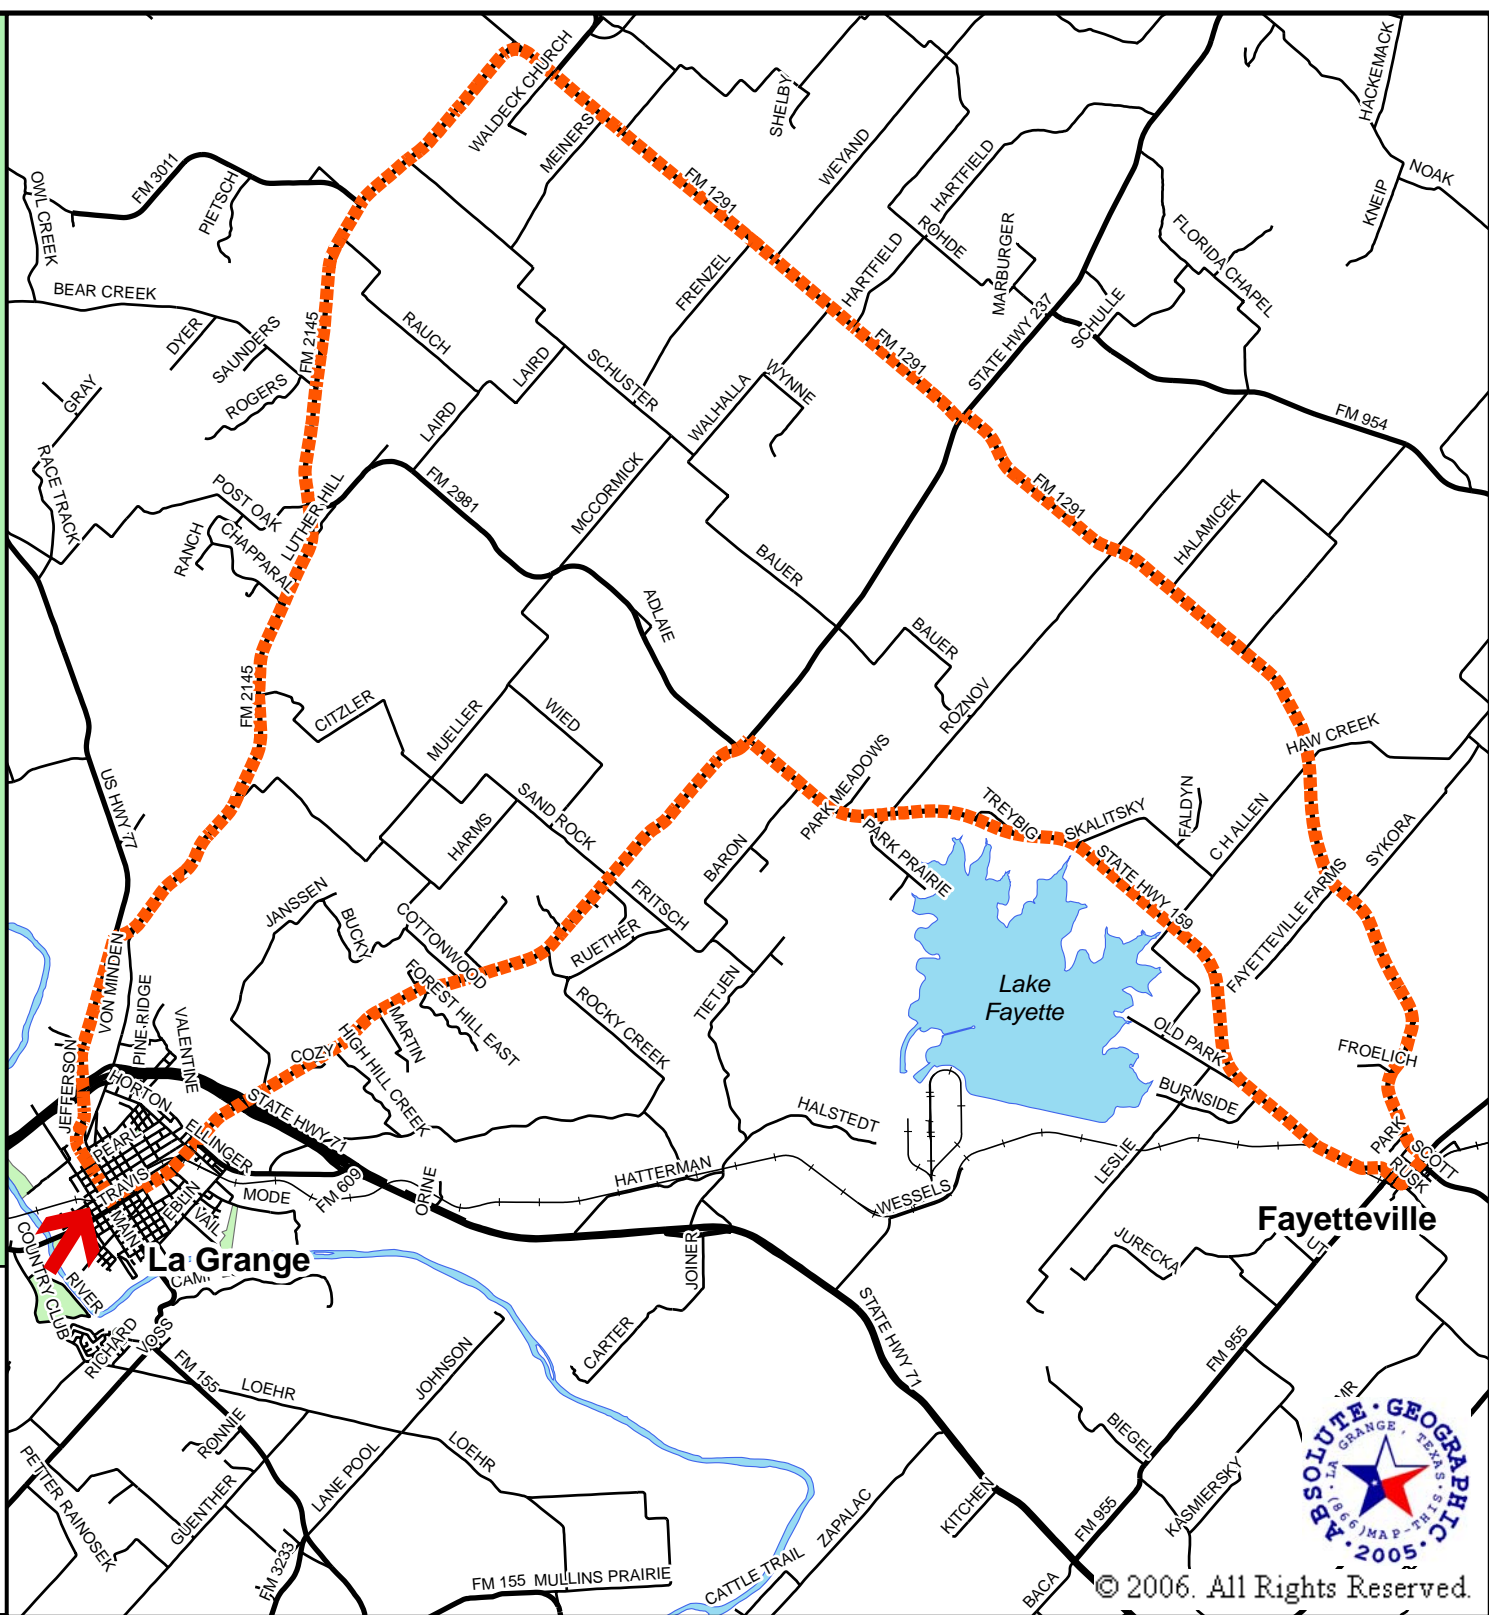 WALDECK CHURCH
HACKEMACK
SHELBY
MEINERS
WEYAND
FM 3011
PIETSCH
OWL CREEK
HARTFIELD
NOAK
KNEIP
FM 1291
ROHDE
MARBURGER
FLORIDA CHAPEL
HARTFIELD
FRENZEL
BEAR CREEK
DYER
SAUNDERS
FM 2145
RAUCH
SCHULLE
STATE HWY 237
FM 1291
LAIRD
SCHUSTER
WYNNE
GRAY
ROGERS
LAIRD
WALHALLA
FM 954
RACE TRACK
POST OAK
LUTHER HILL
FM 2981
MCCORMICK
FM 1291
HALAMICEK
RANCH
CHAPPARAL
BAUER
ADLAIE
BAUER
FM 2145
CITZLER
MUELLER
WIED
ROZNOV
HAW CREEK
US HWY 77
PARK MEADOWS
SAND ROCK
HARMS
TREYBIG
SKALITSKY
FALDYN
C H ALLEN
SYKORA
BARON
PARK PRAIRIE
STATE HWY 159
FAYETTEVILLE FARMS
JANSSEN
BUCKY
COTTONWOOD
FRITSCH
RUETHER
VON MINDEN
PINE RIDGE
VALENTINE
FOREST HILL EAST
ROCKY CREEK
TIETJEN
Lake
Fayette
MARTIN
COZY
HIGH HILL CREEK
OLD PARK
FROELICH
JEFFERSON
HORTON
STATE HWY 71
BURNSIDE
HALSTEDT
PEARL
ELLINGER
PARK
SCOTT
RUSK
LESLIE
TRAVIS
MODE
FM 609
ORINE
HATTERMAN
WESSELS
EBLIN
VAIL
MAIN
Fayetteville
COUNTRY CLUB
RIVER
La Grange
JOINER
JURECKA
UT
RICHARD
VOSS
FM 155
LOEHR
JOHNSON
CARTER
STATE HWY 71
FM 955
RONNIE
LOEHR
BIEGEL
PETTER RAINOSEK
GUENTHER
LANE POOL
ZAPALAC
KITCHEN
KASMIERSKY
FM 955
FM 3233
FM 155 MULLINS PRAIRIE
CATTLE TRAIL
BACA
ABSOLUTE · GEOGRAPHIC
· 2005 ·
LA GRANGE, TEXAS
(866)MAP-THIS
© 2006. All Rights Reserved.